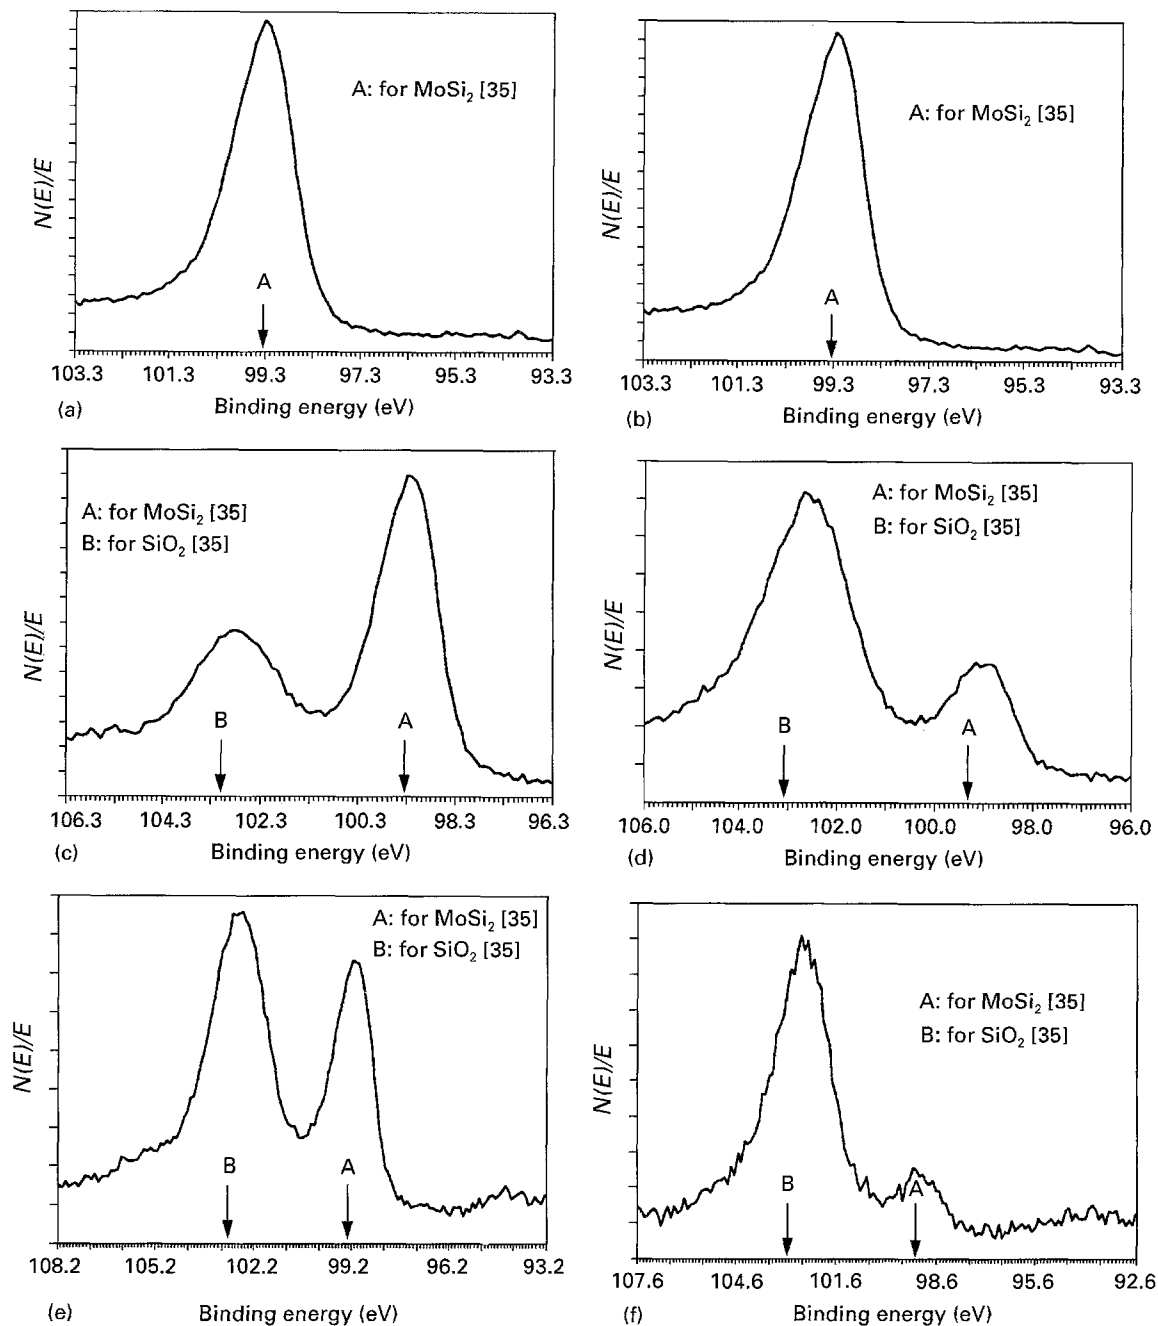 N(E)/E
A: for MoSi₂ [35]
A
103.3 101.3 99.3 97.3 95.3 93.3
(a) Binding energy (eV)
N(E)/E
A: for MoSi₂ [35]
A
103.3 101.3 99.3 97.3 95.3 93.3
(b) Binding energy (eV)
N(E)/E
A: for MoSi₂ [35]
B: for SiO₂ [35]
B A
106.3 104.3 102.3 100.3 98.3 96.3
(c) Binding energy (eV)
N(E)/E
A: for MoSi₂ [35]
B: for SiO₂ [35]
B A
106.0 104.0 102.0 100.0 98.0 96.0
(d) Binding energy (eV)
N(E)/E
A: for MoSi₂ [35]
B: for SiO₂ [35]
B A
108.2 105.2 102.2 99.2 96.2 93.2
(e) Binding energy (eV)
N(E)/E
A: for MoSi₂ [35]
B: for SiO₂ [35]
B A
107.6 104.6 101.6 98.6 95.6 92.6
(f) Binding energy (eV)